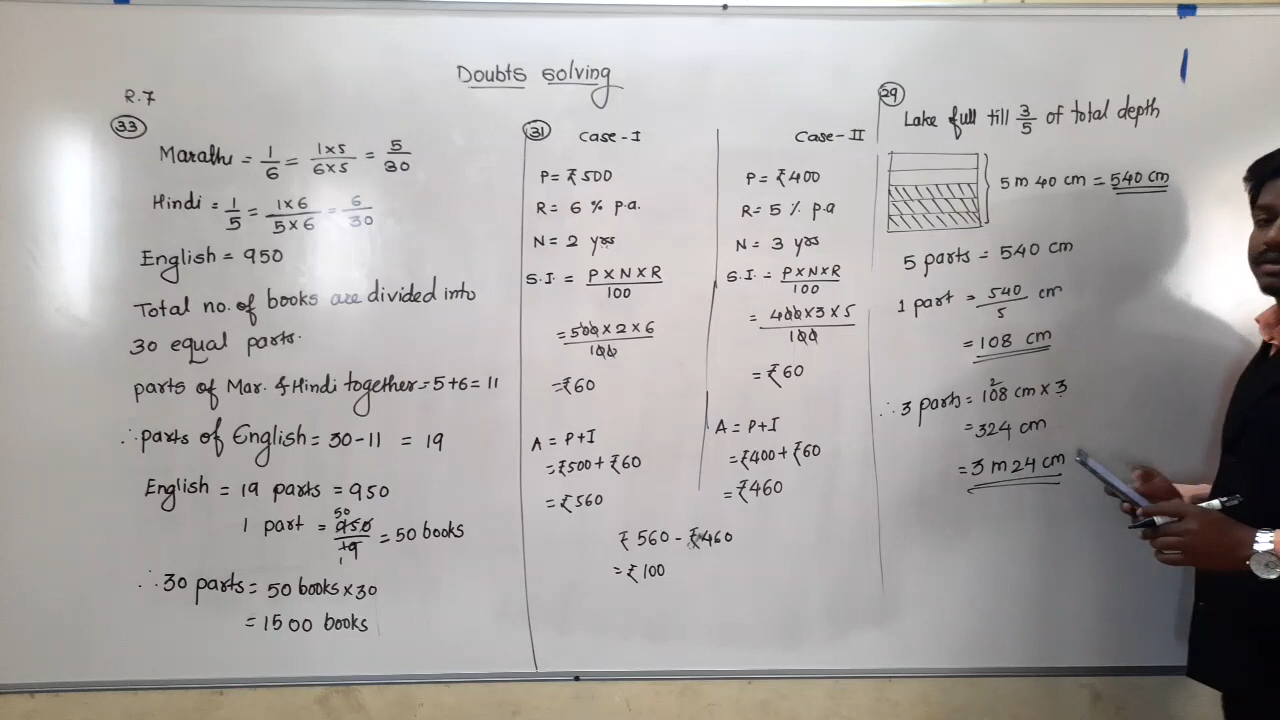 Doubts solving
R.7
33
Marathi = 1/6 = 1×5/6×5 = 5/30
Hindi = 1/5 = 1×6/5×6 = 6/30
English = 950
Total no. of books are divided into
30 equal parts.
parts of Mar. & Hindi together = 5+6 = 11
∴ parts of English = 30-11 = 19
English = 19 parts = 950
1 part = 950/19 = 50 books
50
1
∴ 30 parts = 50 books × 30
= 1500 books
31
Case-I
P = ₹500
R = 6 % p.a.
N = 2 yrs
S.I. = P×N×R/100
= 500×2×6/100
= ₹60
A = P+I
= ₹500 + ₹60
= ₹560
Case-II
P = ₹400
R = 5 % p.a
N = 3 yrs
S.I. = P×N×R/100
= 400×3×5/100
= ₹60
A = P+I
= ₹400 + ₹60
= ₹460
₹560 - ₹460
= ₹100
29
Lake full till 3/5 of total depth
5 m 40 cm = 540 cm
5 parts = 540 cm
1 part = 540/5 cm
= 108 cm
2
∴ 3 parts = 108 cm × 3
= 324 cm
= 3 m 24 cm